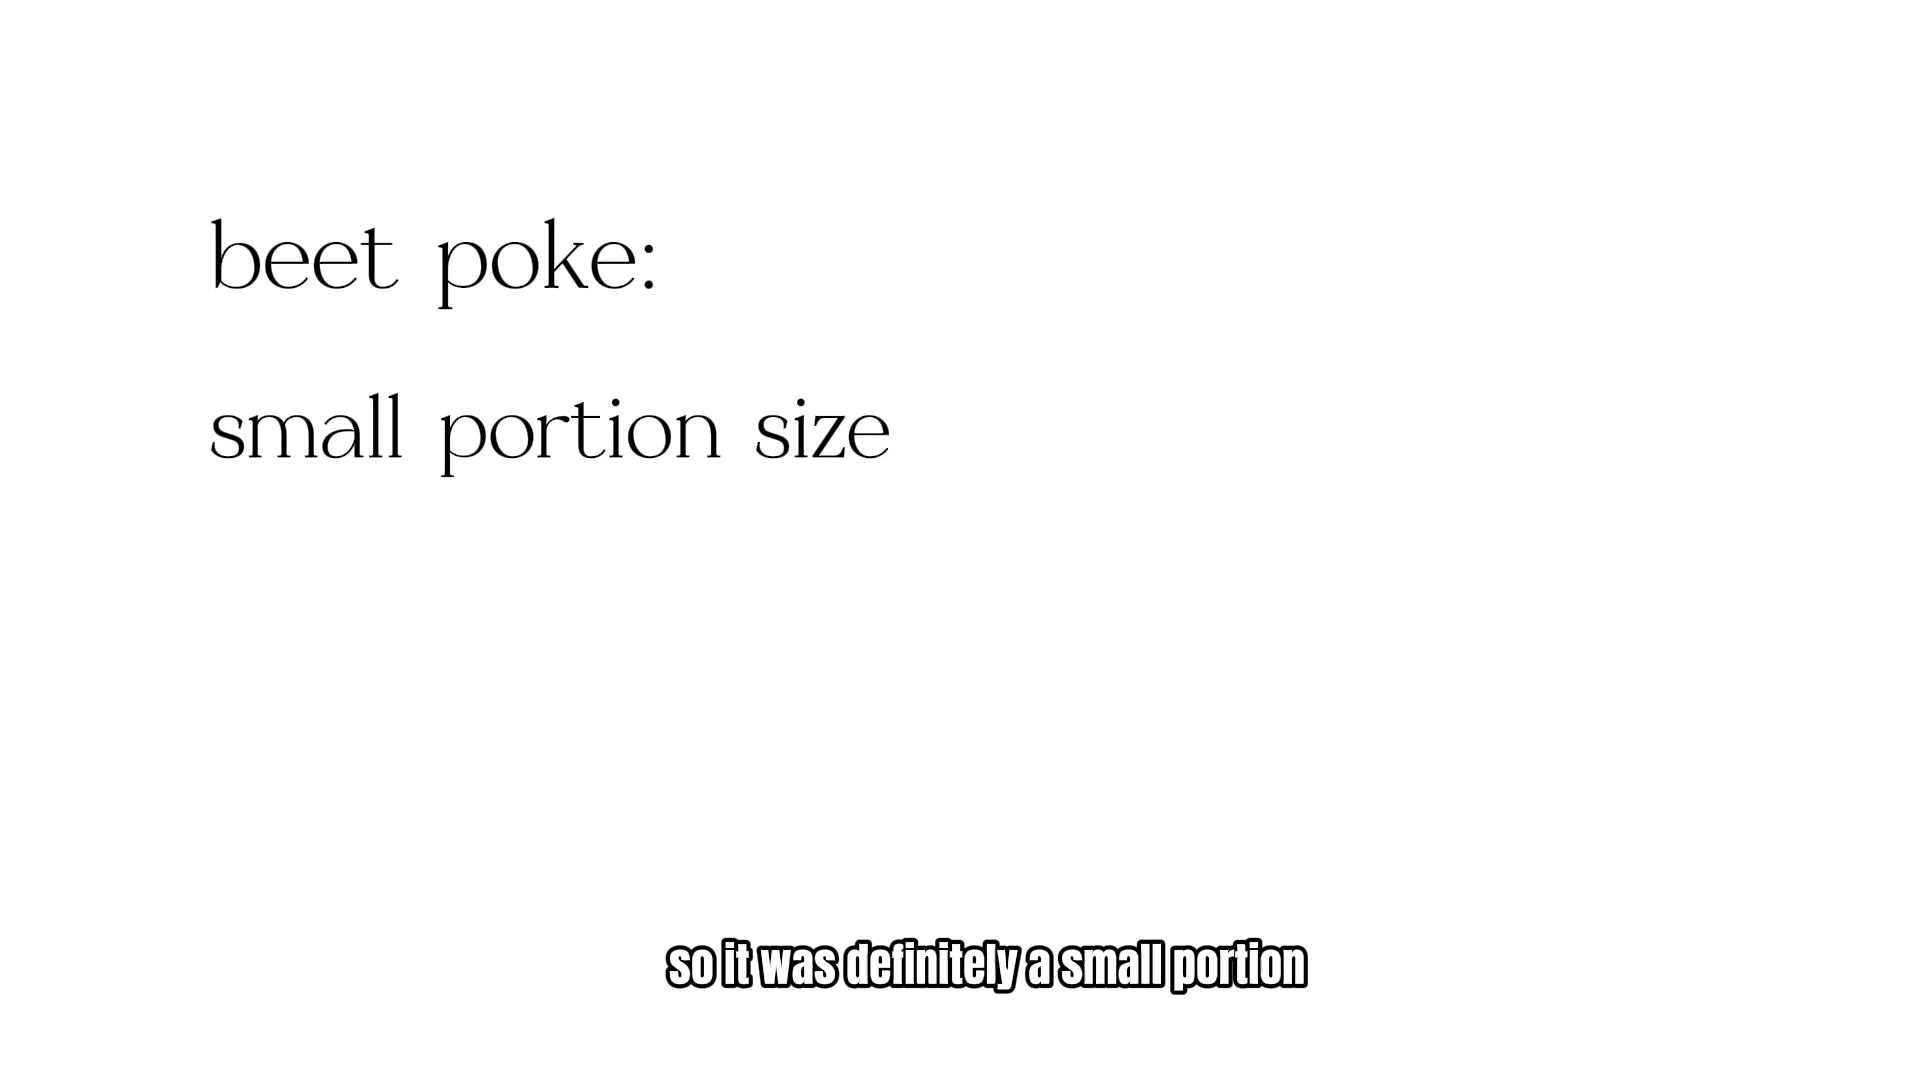 beet poke:
small portion size
so it was definitely a small portion